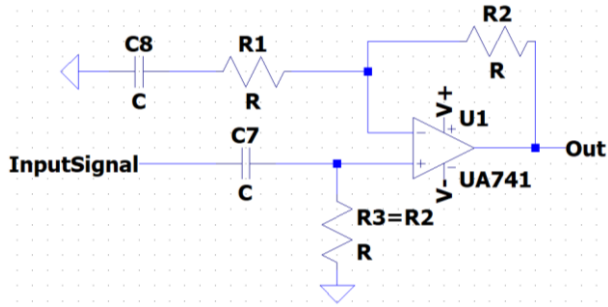 R2
R
C8
C
R1
R
V+
U1
C7
C
InputSignal
Out
V-
UA741
R3=R2
R